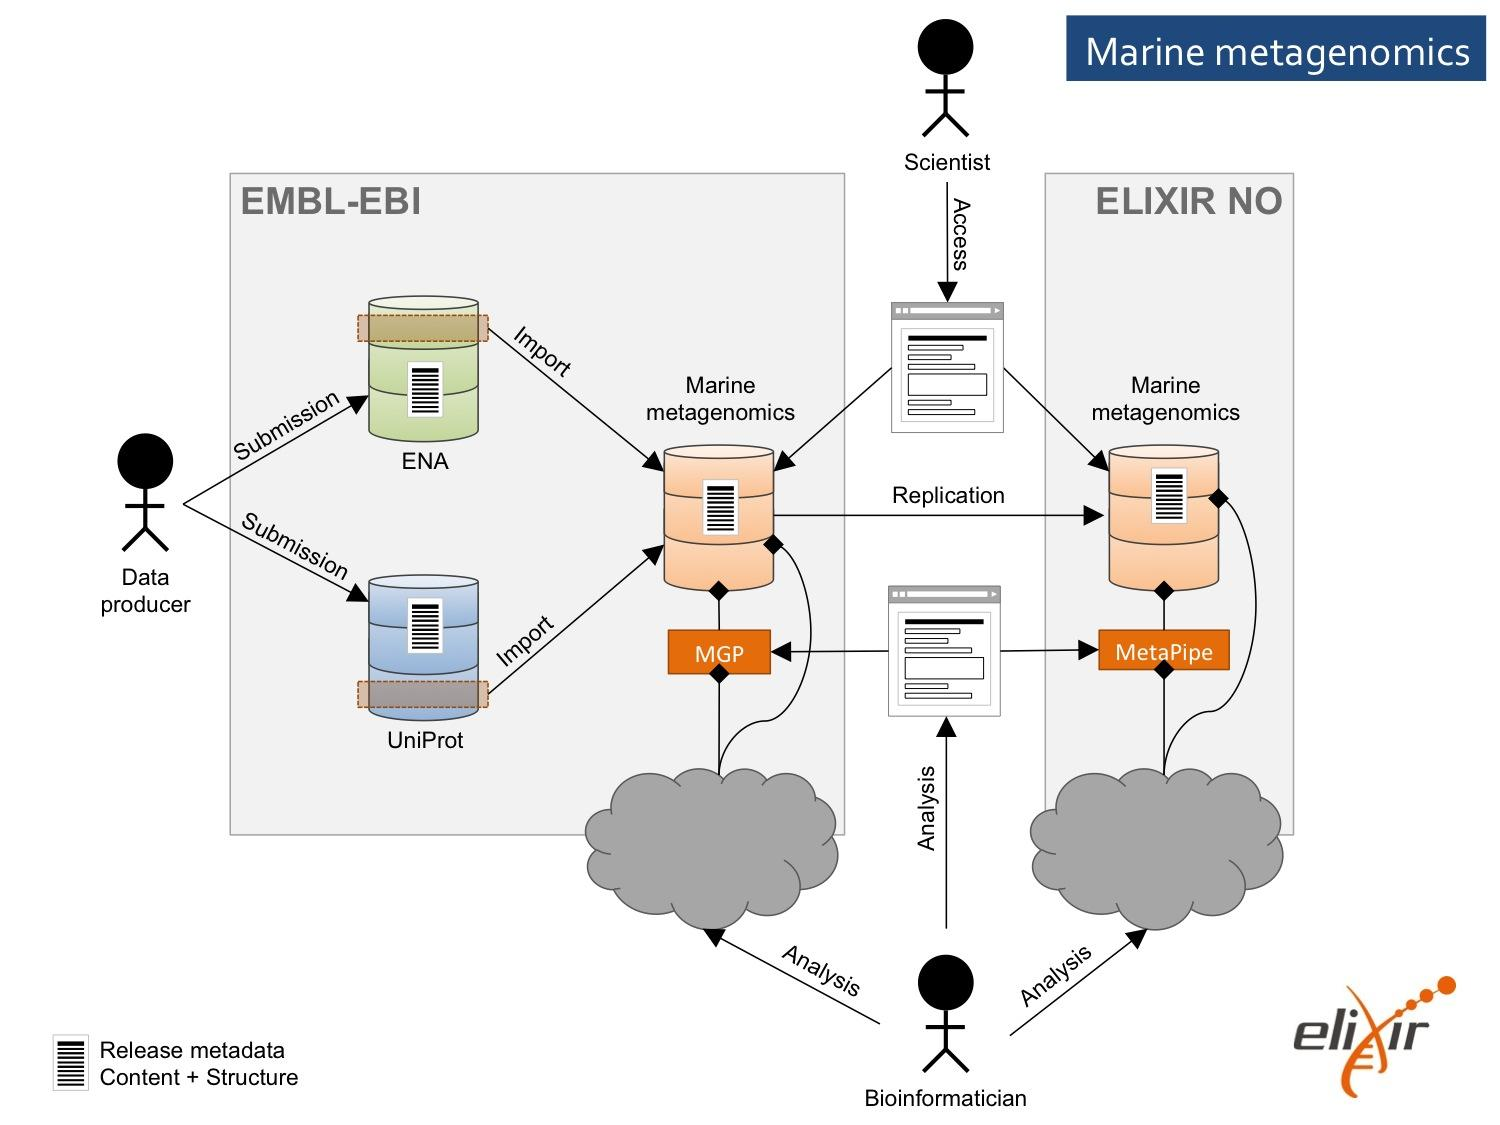 Marine metagenomics
Scientist
EMBL-EBI
ELIXIR NO
Access
Import
Submission
ENA
Marine
metagenomics
Marine
metagenomics
Replication
Data
producer
Submission
Import
MGP
MetaPipe
UniProt
Analysis
Analysis
Analysis
Bioinformatician
Release metadata
Content + Structure
elixir